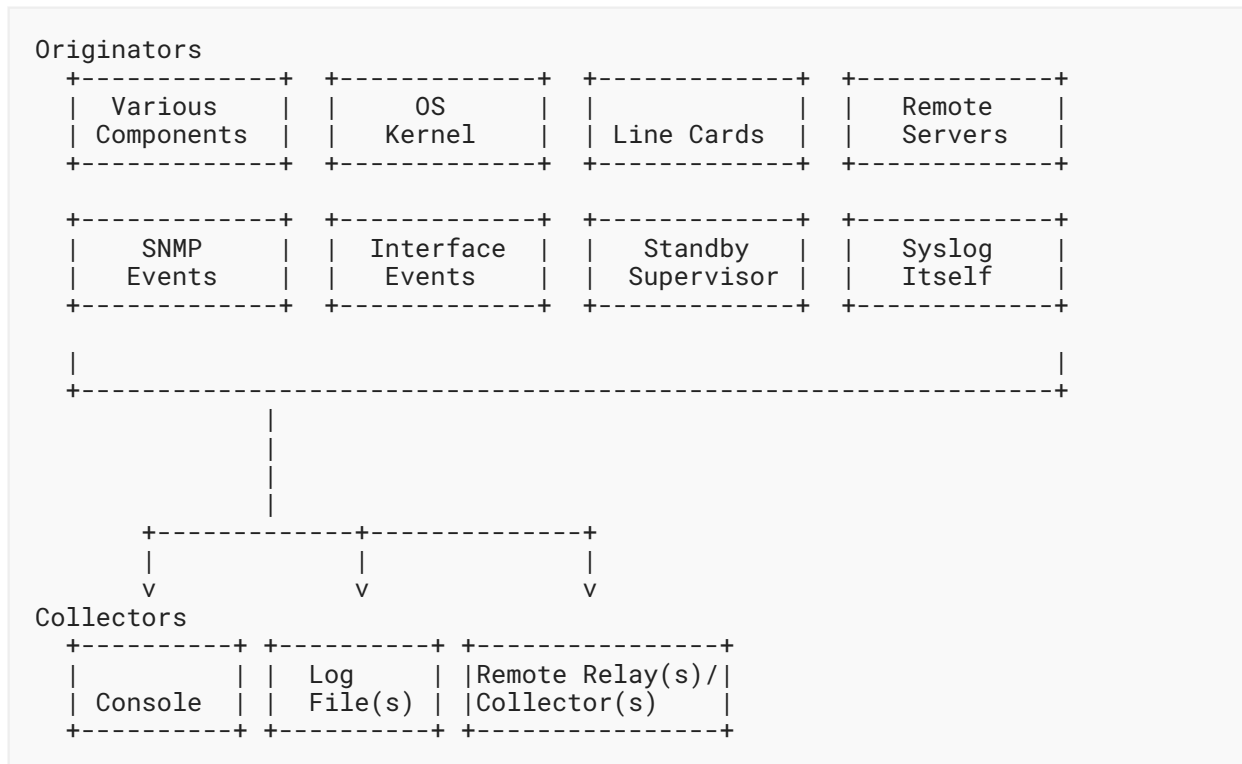 Originators
+-------------+  +-------------+  +-------------+  +-------------+
|   Various    |  |     OS      |  |             |  |   Remote    |
| Components  |  |   Kernel    |  | Line Cards  |  |   Servers   |
+-------------+  +-------------+  +-------------+  +-------------+
+-------------+  +-------------+  +-------------+  +-------------+
|    SNMP     |  |  Interface  |  |   Standby   |  |   Syslog    |
|   Events    |  |   Events    |  |  Supervisor |  |   Itself    |
+-------------+  +-------------+  +-------------+  +-------------+
|                                                                |
+----------------------------------------------------------------+
|
|
|
|
+-------------+--------------+
|             |              |
v             v              v
Collectors
+----------+ +----------+ +----------------+
|          | |  Log     | |Remote Relay(s)/|
| Console  | |  File(s) | |Collector(s)    |
+----------+ +----------+ +----------------+